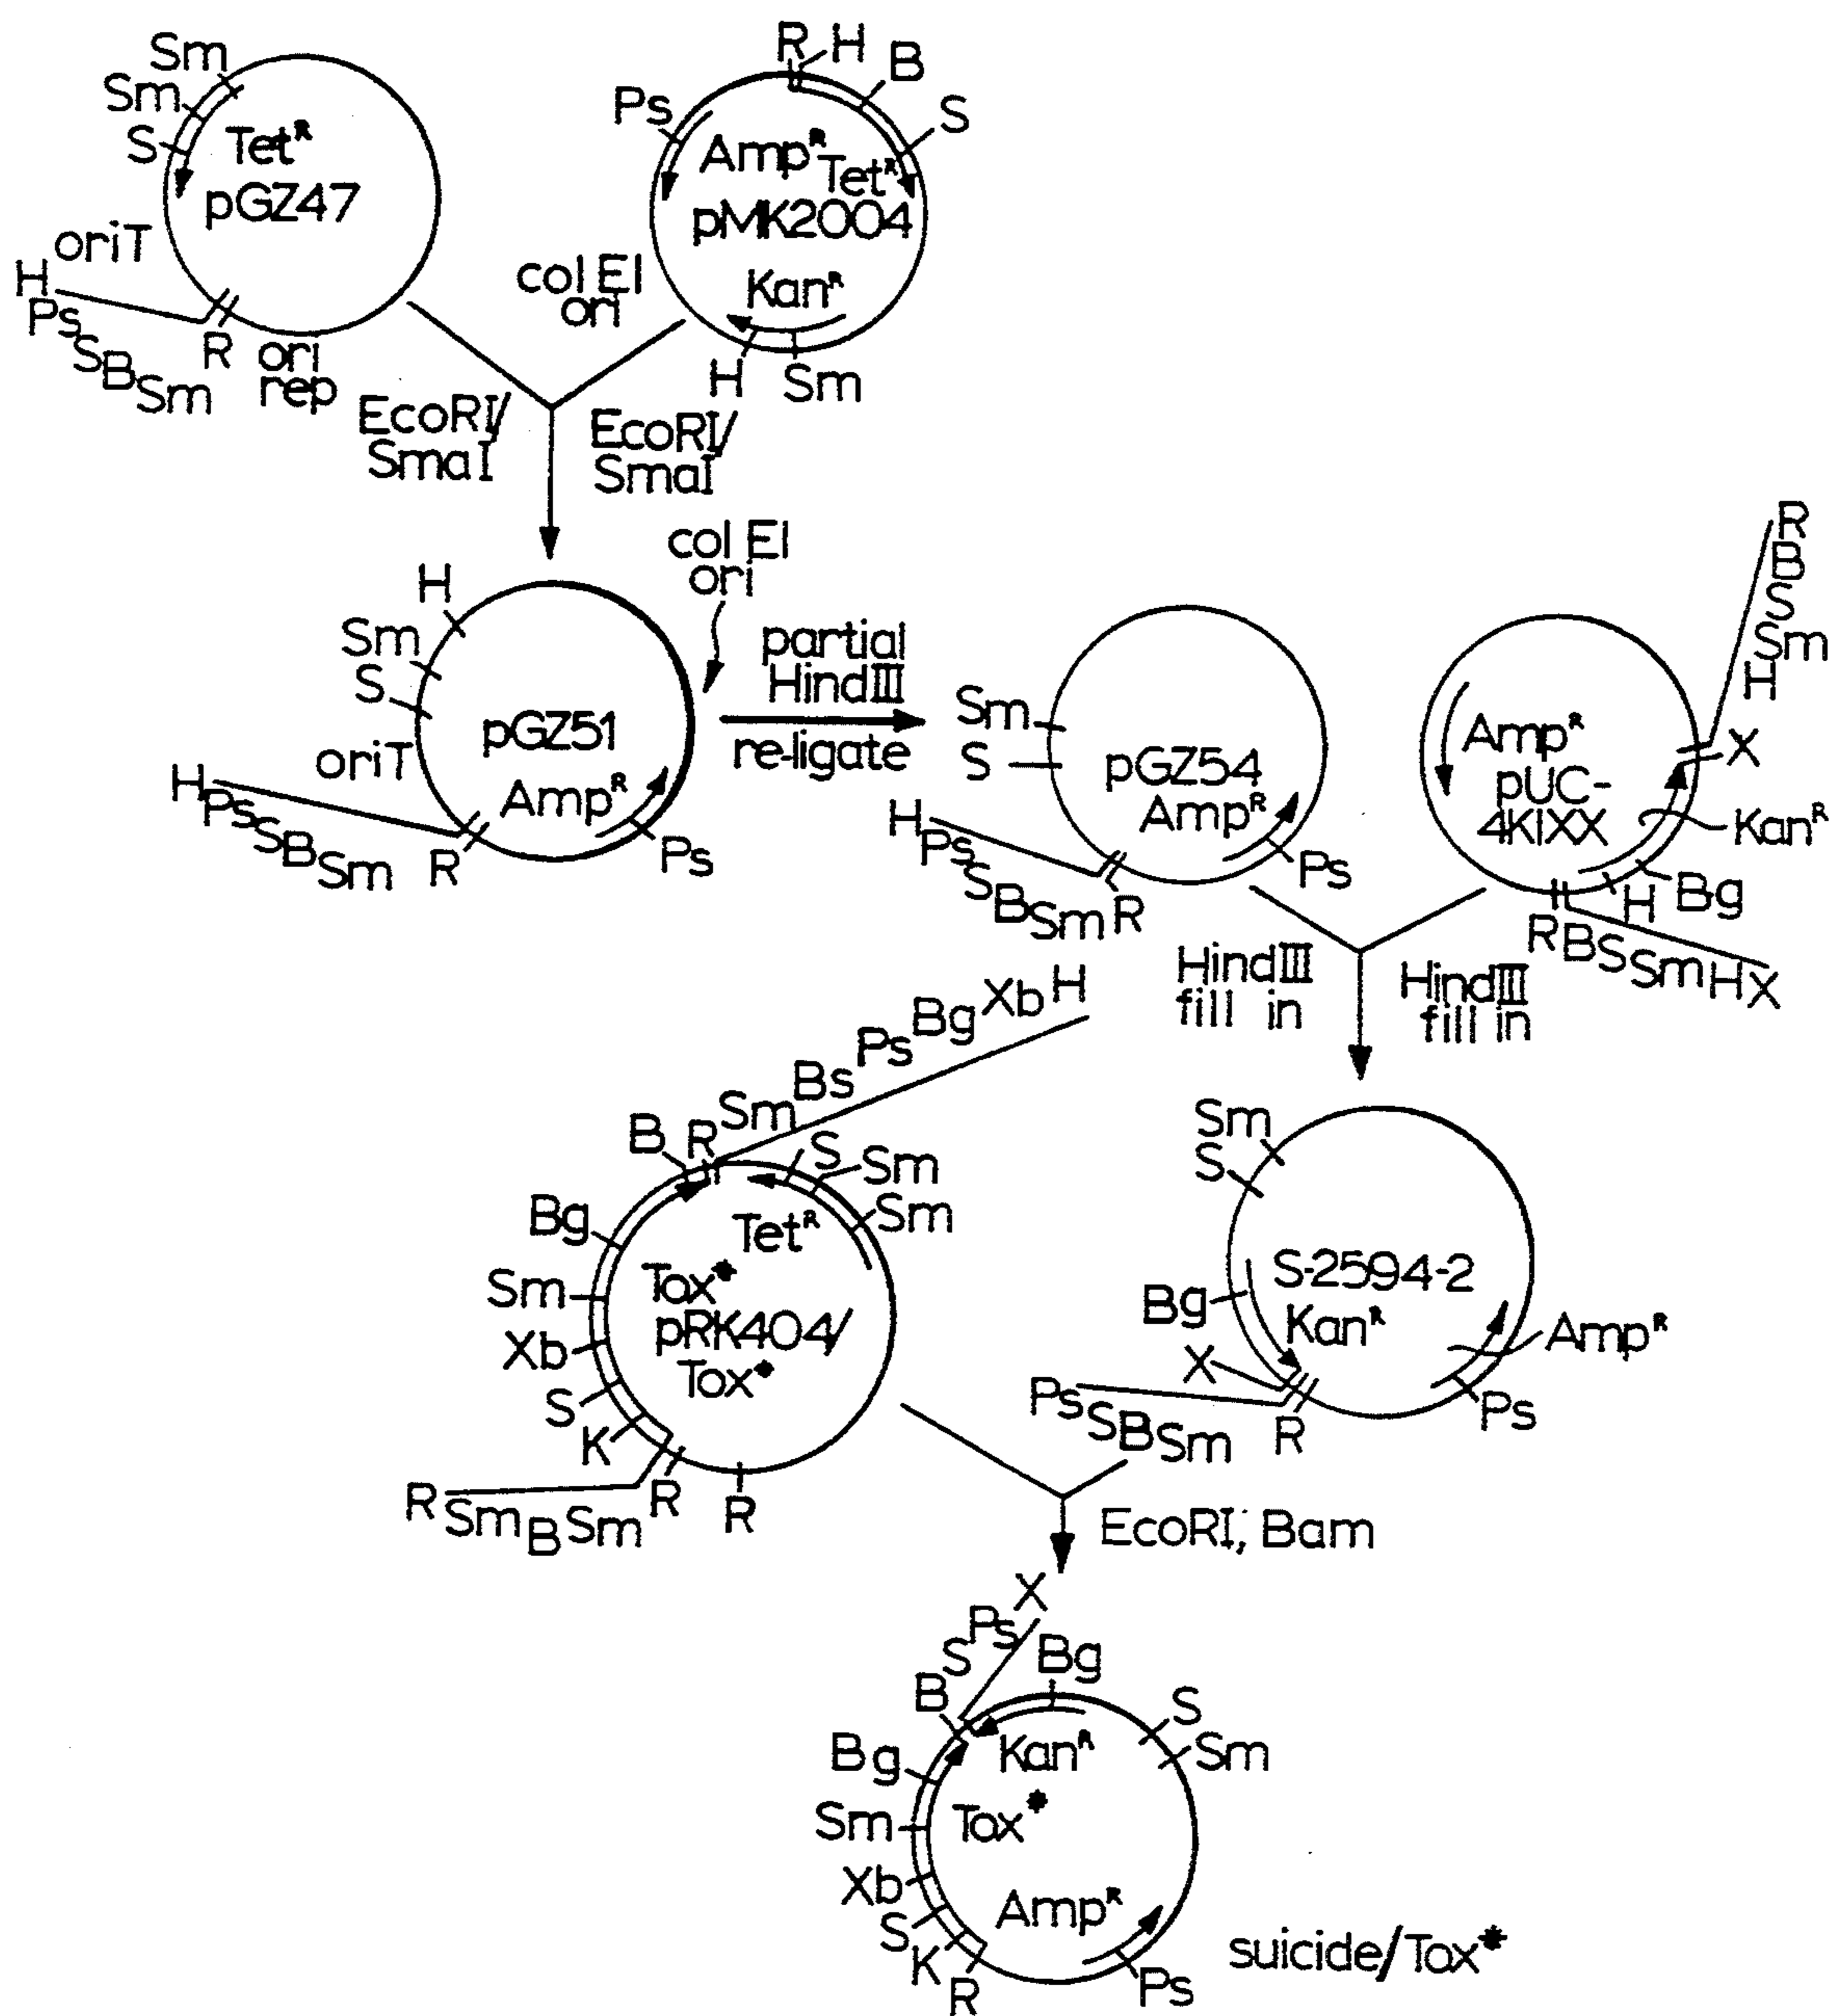 Sm
Sm
S
Tet^R
pGZ47
oriT
H
Ps
S
B
Sm
R
ori
rep
R
H
B
S
Ps
Amp^R
Tet^R
pMK2004
col EI
ori
Kan^R
H
Sm
EcoRI/
SmaI
EcoRI/
SmaI
H
Sm
S
oriT
pGZ51
Amp^R
H
Ps
S
B
Sm
R
Ps
col EI
ori
partial
HindIII
re-ligate
Sm
S
pGZ54
Amp^R
H
Ps
S
B
Sm
R
Ps
R
B
S
Sm
H
X
Amp^R
pUC-
4KIXX
Kan^R
Bg
H
R
B
S
Sm
H
X
HindIII
fill in
HindIII
fill in
H
Xb
Bg
Ps
Bs
Sm
R
B
S
Sm
Sm
Tet^R
Bg
Sm
Xb
S
K
Tox*
pRK404/
Tox*
R
Sm
B
Sm
R
R
Sm
S
S-2594-2
Kan^R
Bg
X
Amp^R
Ps
S
B
Sm
R
Ps
EcoRI; Bam
X
Ps
S
B
Bg
S
Sm
Kan^R
Bg
Sm
Tox*
Xb
S
K
R
Amp^R
Ps
suicide/Tox*